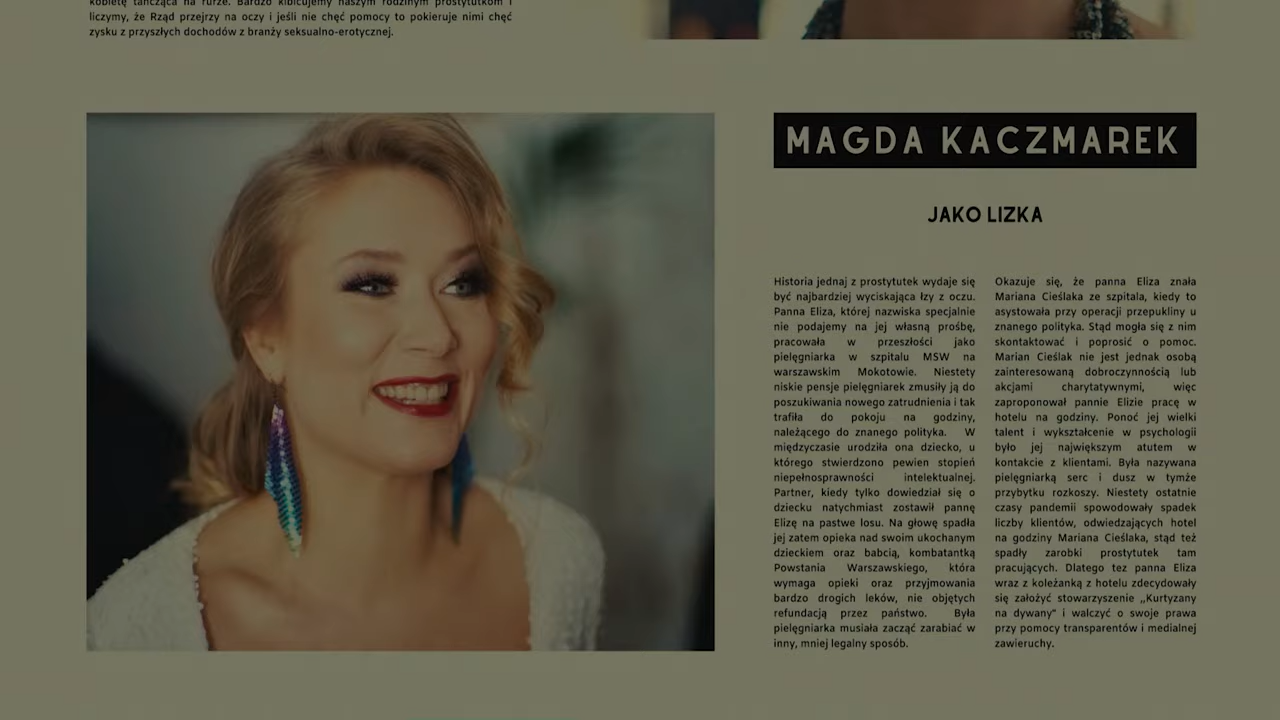 kobietę tańczącą na rurze. Bardzo kibicujemy naszym rodzinym prostytutkom i
liczymy, że Rząd przejrzy na oczy i jeśli nie chęć pomocy to pokieruje nimi chęć
zysku z przyszłych dochodów z branży seksualno-erotycznej.
MAGDA KACZMAREK
JAKO LIZKA
Historia jednaj z prostytutek wydaje się
być najbardziej wyciskająca łzy z oczu.
Panna Eliza, której nazwiska specjalnie
nie podajemy na jej własną prośbę,
pracowała w przeszłości jako
pielęgniarka w szpitalu MSW na
warszawskim Mokotowie. Niestety
niskie pensje pielęgniarek zmusiły ją do
poszukiwania nowego zatrudnienia i tak
trafiła do pokoju na godziny,
należącego do znanego polityka. W
międzyczasie urodziła ona dziecko, u
którego stwierdzono pewien stopień
niepełnosprawności intelektualnej.
Partner, kiedy tylko dowiedział się o
dziecku natychmiast zostawił pannę
Elizę na pastwe losu. Na głowę spadła
jej zatem opieka nad swoim ukochanym
dzieckiem oraz babcią, kombatantką
Powstania Warszawskiego, która
wymaga opieki oraz przyjmowania
bardzo drogich leków, nie objętych
refundacją przez państwo. Była
pielęgniarka musiała zacząć zarabiać w
inny, mniej legalny sposób.
Okazuje się, że panna Eliza znała
Mariana Cieślaka ze szpitala, kiedy to
asystowała przy operacji przepukliny u
znanego polityka. Stąd mogła się z nim
skontaktować i poprosić o pomoc.
Marian Cieślak nie jest jednak osobą
zainteresowaną dobroczynnością lub
akcjami charytatywnymi, więc
zaproponował pannie Elizie pracę w
hotelu na godziny. Ponoć jej wielki
talent i wykształcenie w psychologii
było jej największym atutem w
kontakcie z klientami. Była nazywana
pielęgniarką serc i dusz w tymże
przybytku rozkoszy. Niestety ostatnie
czasy pandemii spowodowały spadek
liczby klientów, odwiedzających hotel
na godziny Mariana Cieślaka, stąd też
spadły zarobki prostytutek tam
pracujących. Dlatego tez panna Eliza
wraz z koleżanką z hotelu zdecydowały
się założyć stowarzyszenie ,,Kurtyzany
na dywany" i walczyć o swoje prawa
przy pomocy transparentów i medialnej
zawieruchy.